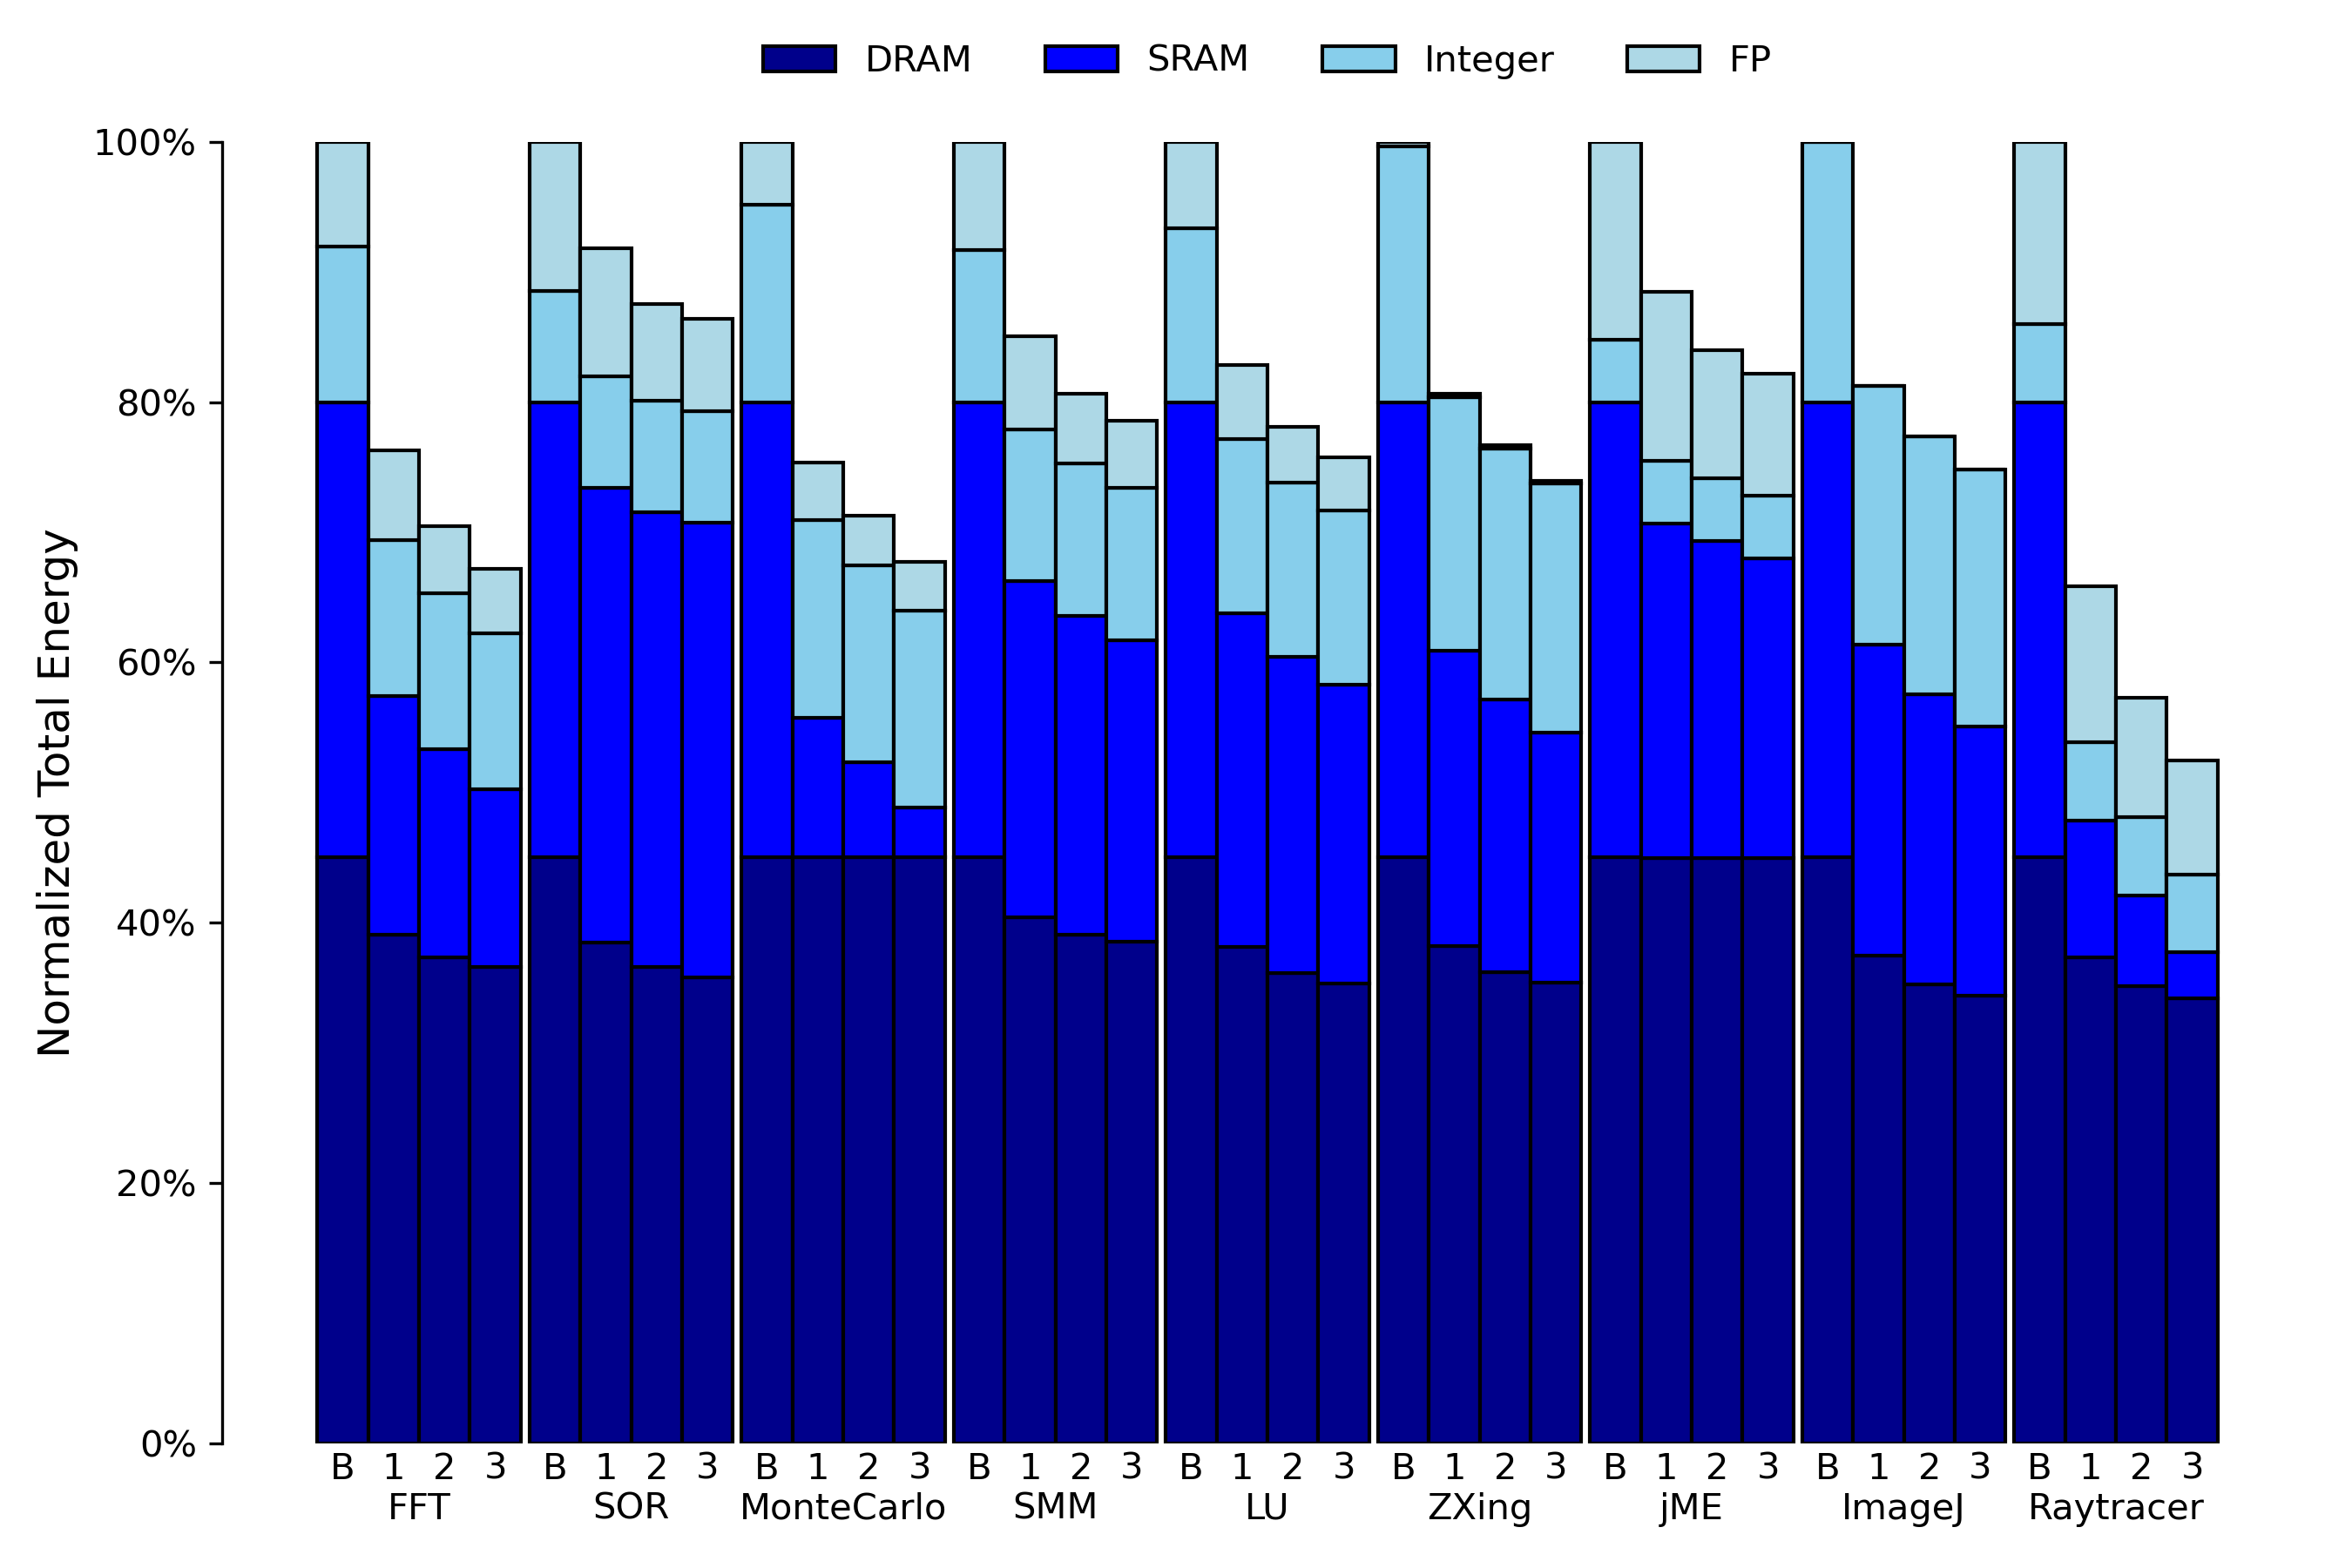 DRAM SRAM Integer FP
Normalized Total Energy
100%
80%
60%
40%
20%
0%
B 1 2 3 B 1 2 3 B 1 2 3 B 1 2 3 B 1 2 3 B 1 2 3 B 1 2 3 B 1 2 3 B 1 2 3
FFT SOR MonteCarlo SMM LU ZXing jME ImageJ Raytracer